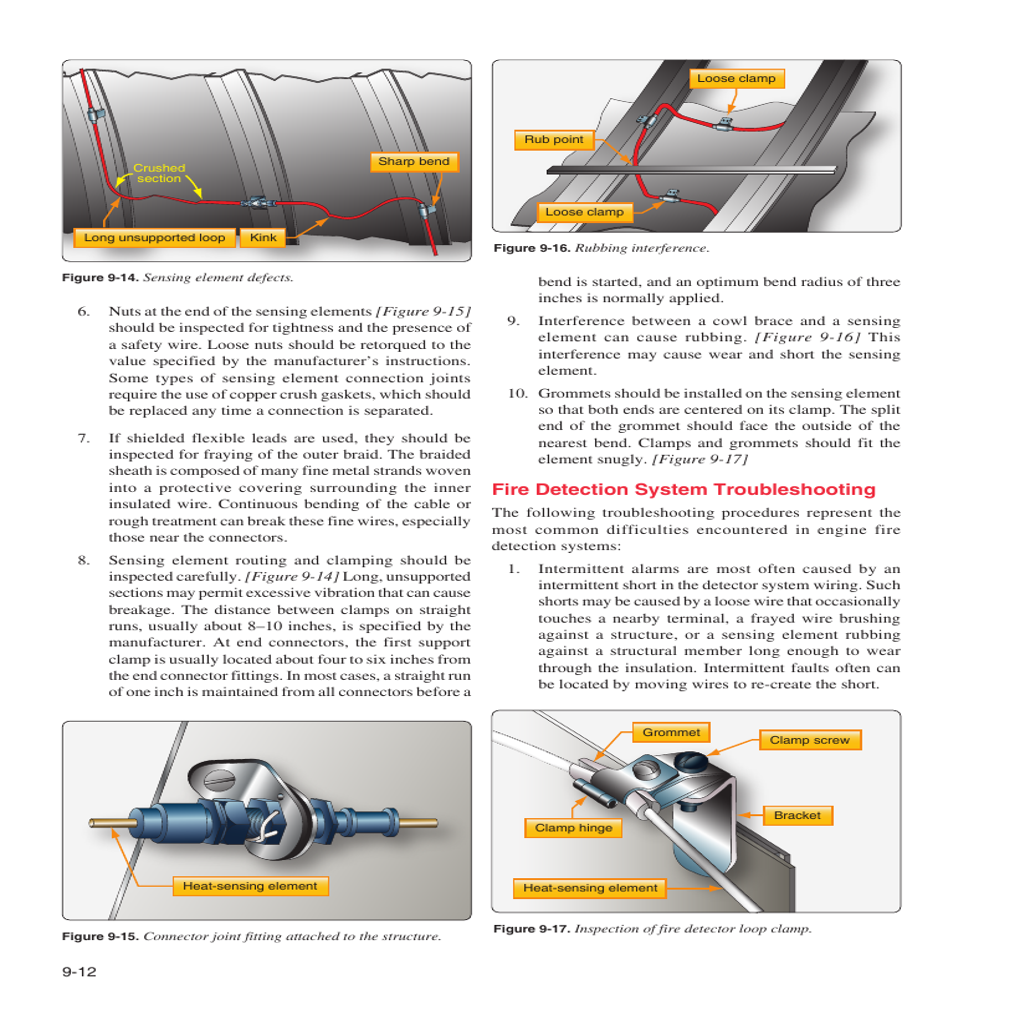 Crushed
section
Sharp bend
Long unsupported loop
Kink
Figure 9-14. Sensing element defects.
6. Nuts at the end of the sensing elements [Figure 9-15]
should be inspected for tightness and the presence of
a safety wire. Loose nuts should be retorqued to the
value specified by the manufacturer’s instructions.
Some types of sensing element connection joints
require the use of copper crush gaskets, which should
be replaced any time a connection is separated.
7. If shielded flexible leads are used, they should be
inspected for fraying of the outer braid. The braided
sheath is composed of many fine metal strands woven
into a protective covering surrounding the inner
insulated wire. Continuous bending of the cable or
rough treatment can break these fine wires, especially
those near the connectors.
8. Sensing element routing and clamping should be
inspected carefully. [Figure 9-14] Long, unsupported
sections may permit excessive vibration that can cause
breakage. The distance between clamps on straight
runs, usually about 8–10 inches, is specified by the
manufacturer. At end connectors, the first support
clamp is usually located about four to six inches from
the end connector fittings. In most cases, a straight run
of one inch is maintained from all connectors before a
Heat-sensing element
Figure 9-15. Connector joint fitting attached to the structure.
9-12
Loose clamp
Rub point
Loose clamp
Figure 9-16. Rubbing interference.
bend is started, and an optimum bend radius of three
inches is normally applied.
9. Interference between a cowl brace and a sensing
element can cause rubbing. [Figure 9-16] This
interference may cause wear and short the sensing
element.
10. Grommets should be installed on the sensing element
so that both ends are centered on its clamp. The split
end of the grommet should face the outside of the
nearest bend. Clamps and grommets should fit the
element snugly. [Figure 9-17]
Fire Detection System Troubleshooting
The following troubleshooting procedures represent the
most common difficulties encountered in engine fire
detection systems:
1. Intermittent alarms are most often caused by an
intermittent short in the detector system wiring. Such
shorts may be caused by a loose wire that occasionally
touches a nearby terminal, a frayed wire brushing
against a structure, or a sensing element rubbing
against a structural member long enough to wear
through the insulation. Intermittent faults often can
be located by moving wires to re-create the short.
Grommet
Clamp screw
Bracket
Clamp hinge
Heat-sensing element
Figure 9-17. Inspection of fire detector loop clamp.